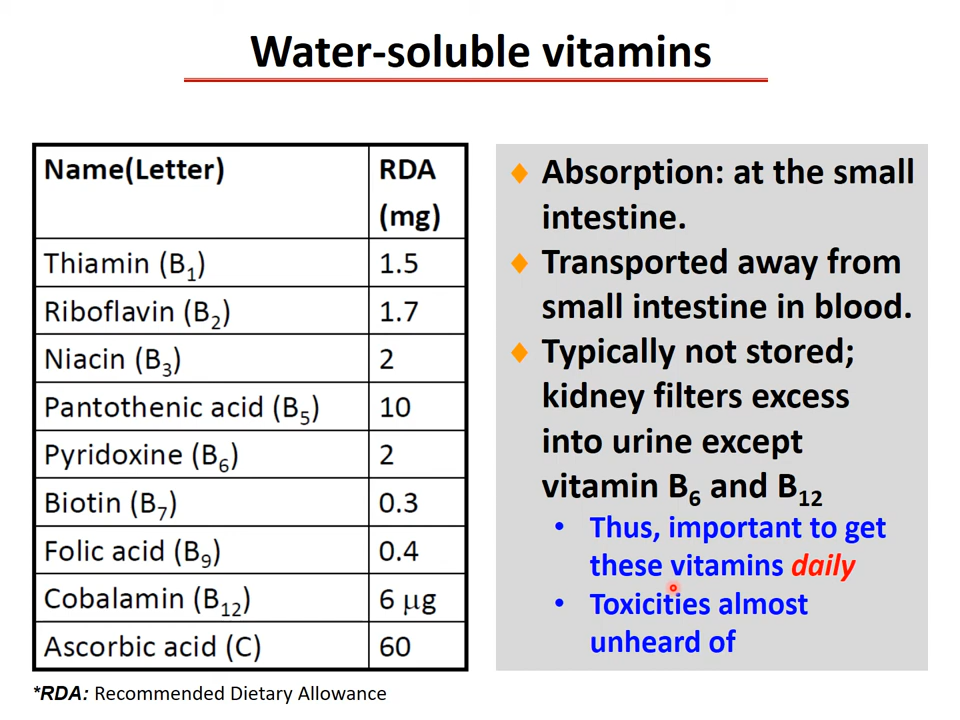 Water-soluble vitamins
Name(Letter) RDA
(mg)
Thiamin (B₁) 1.5
Riboflavin (B₂) 1.7
Niacin (B₃) 2
Pantothenic acid (B₅) 10
Pyridoxine (B₆) 2
Biotin (B₇) 0.3
Folic acid (B₉) 0.4
Cobalamin (B₁₂) 6 μg
Ascorbic acid (C) 60
*RDA: Recommended Dietary Allowance
♦ Absorption: at the small
intestine.
♦ Transported away from
small intestine in blood.
♦ Typically not stored;
kidney filters excess
into urine except
vitamin B₆ and B₁₂
• Thus, important to get
these vitamins daily
• Toxicities almost
unheard of